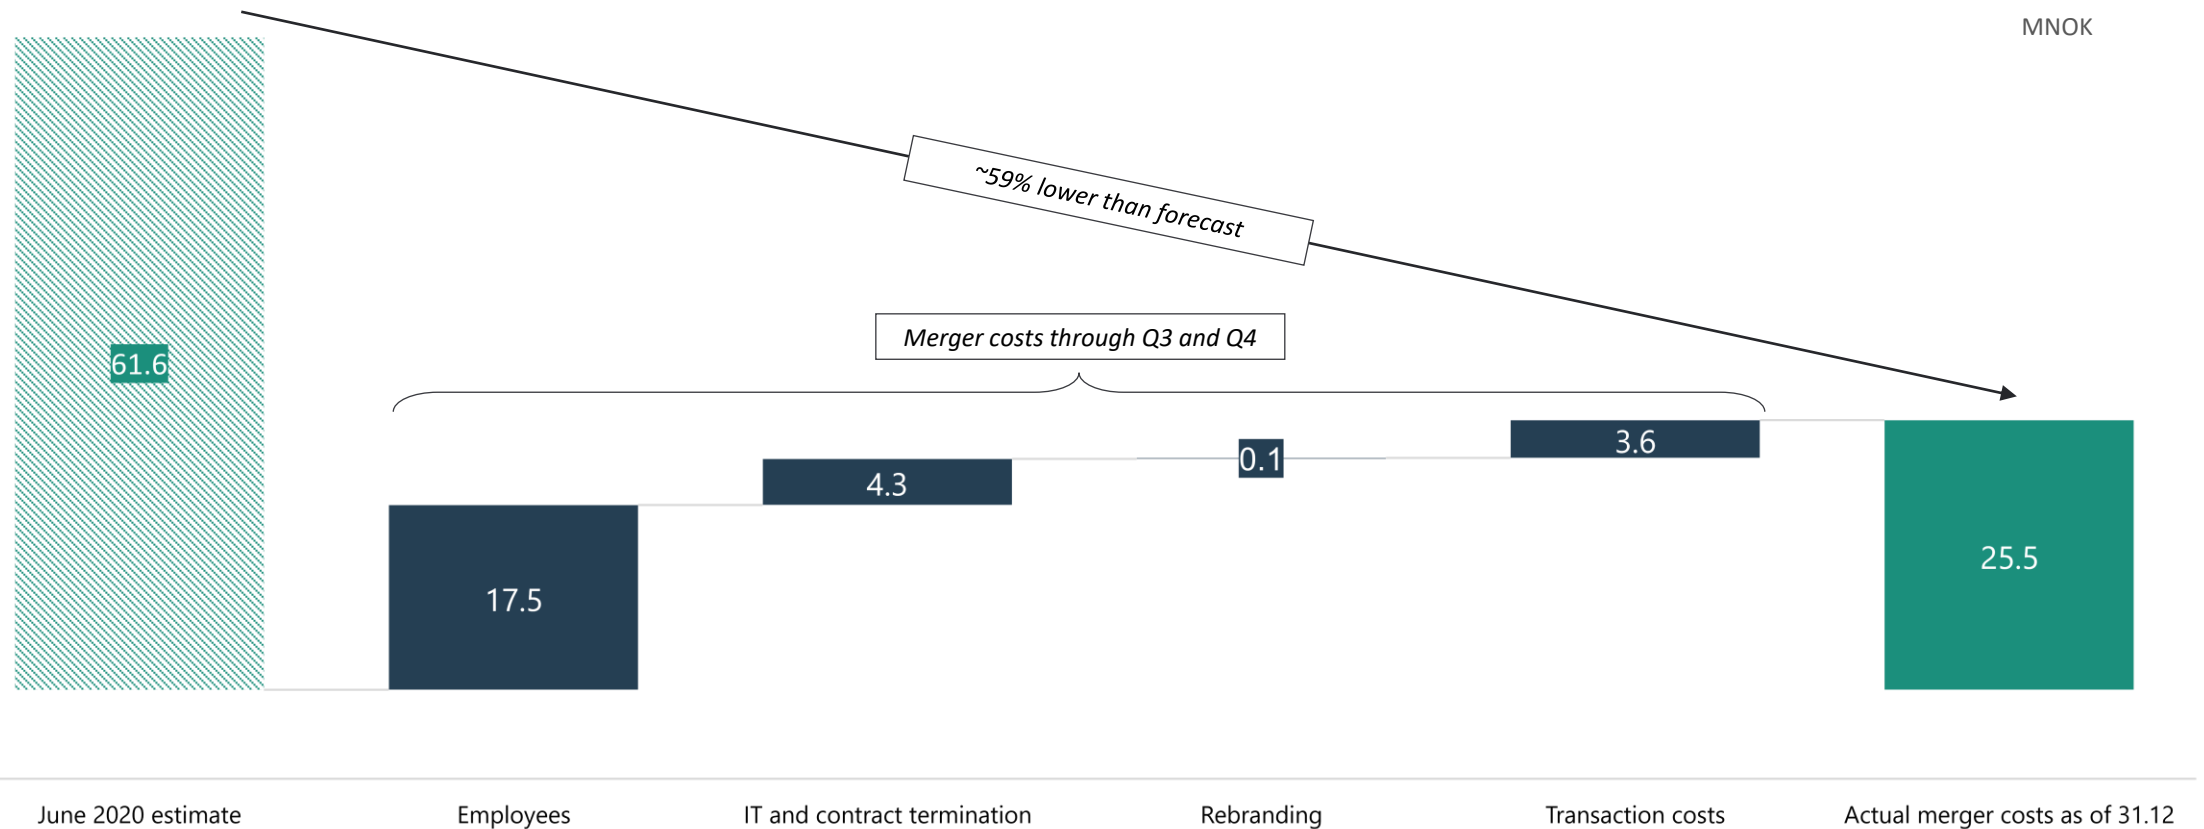 MNOK
~59% lower than forecast
Merger costs through Q3 and Q4
61.6
17.5
4.3
0.1
3.6
25.5
June 2020 estimate
Employees
IT and contract termination
Rebranding
Transaction costs
Actual merger costs as of 31.12